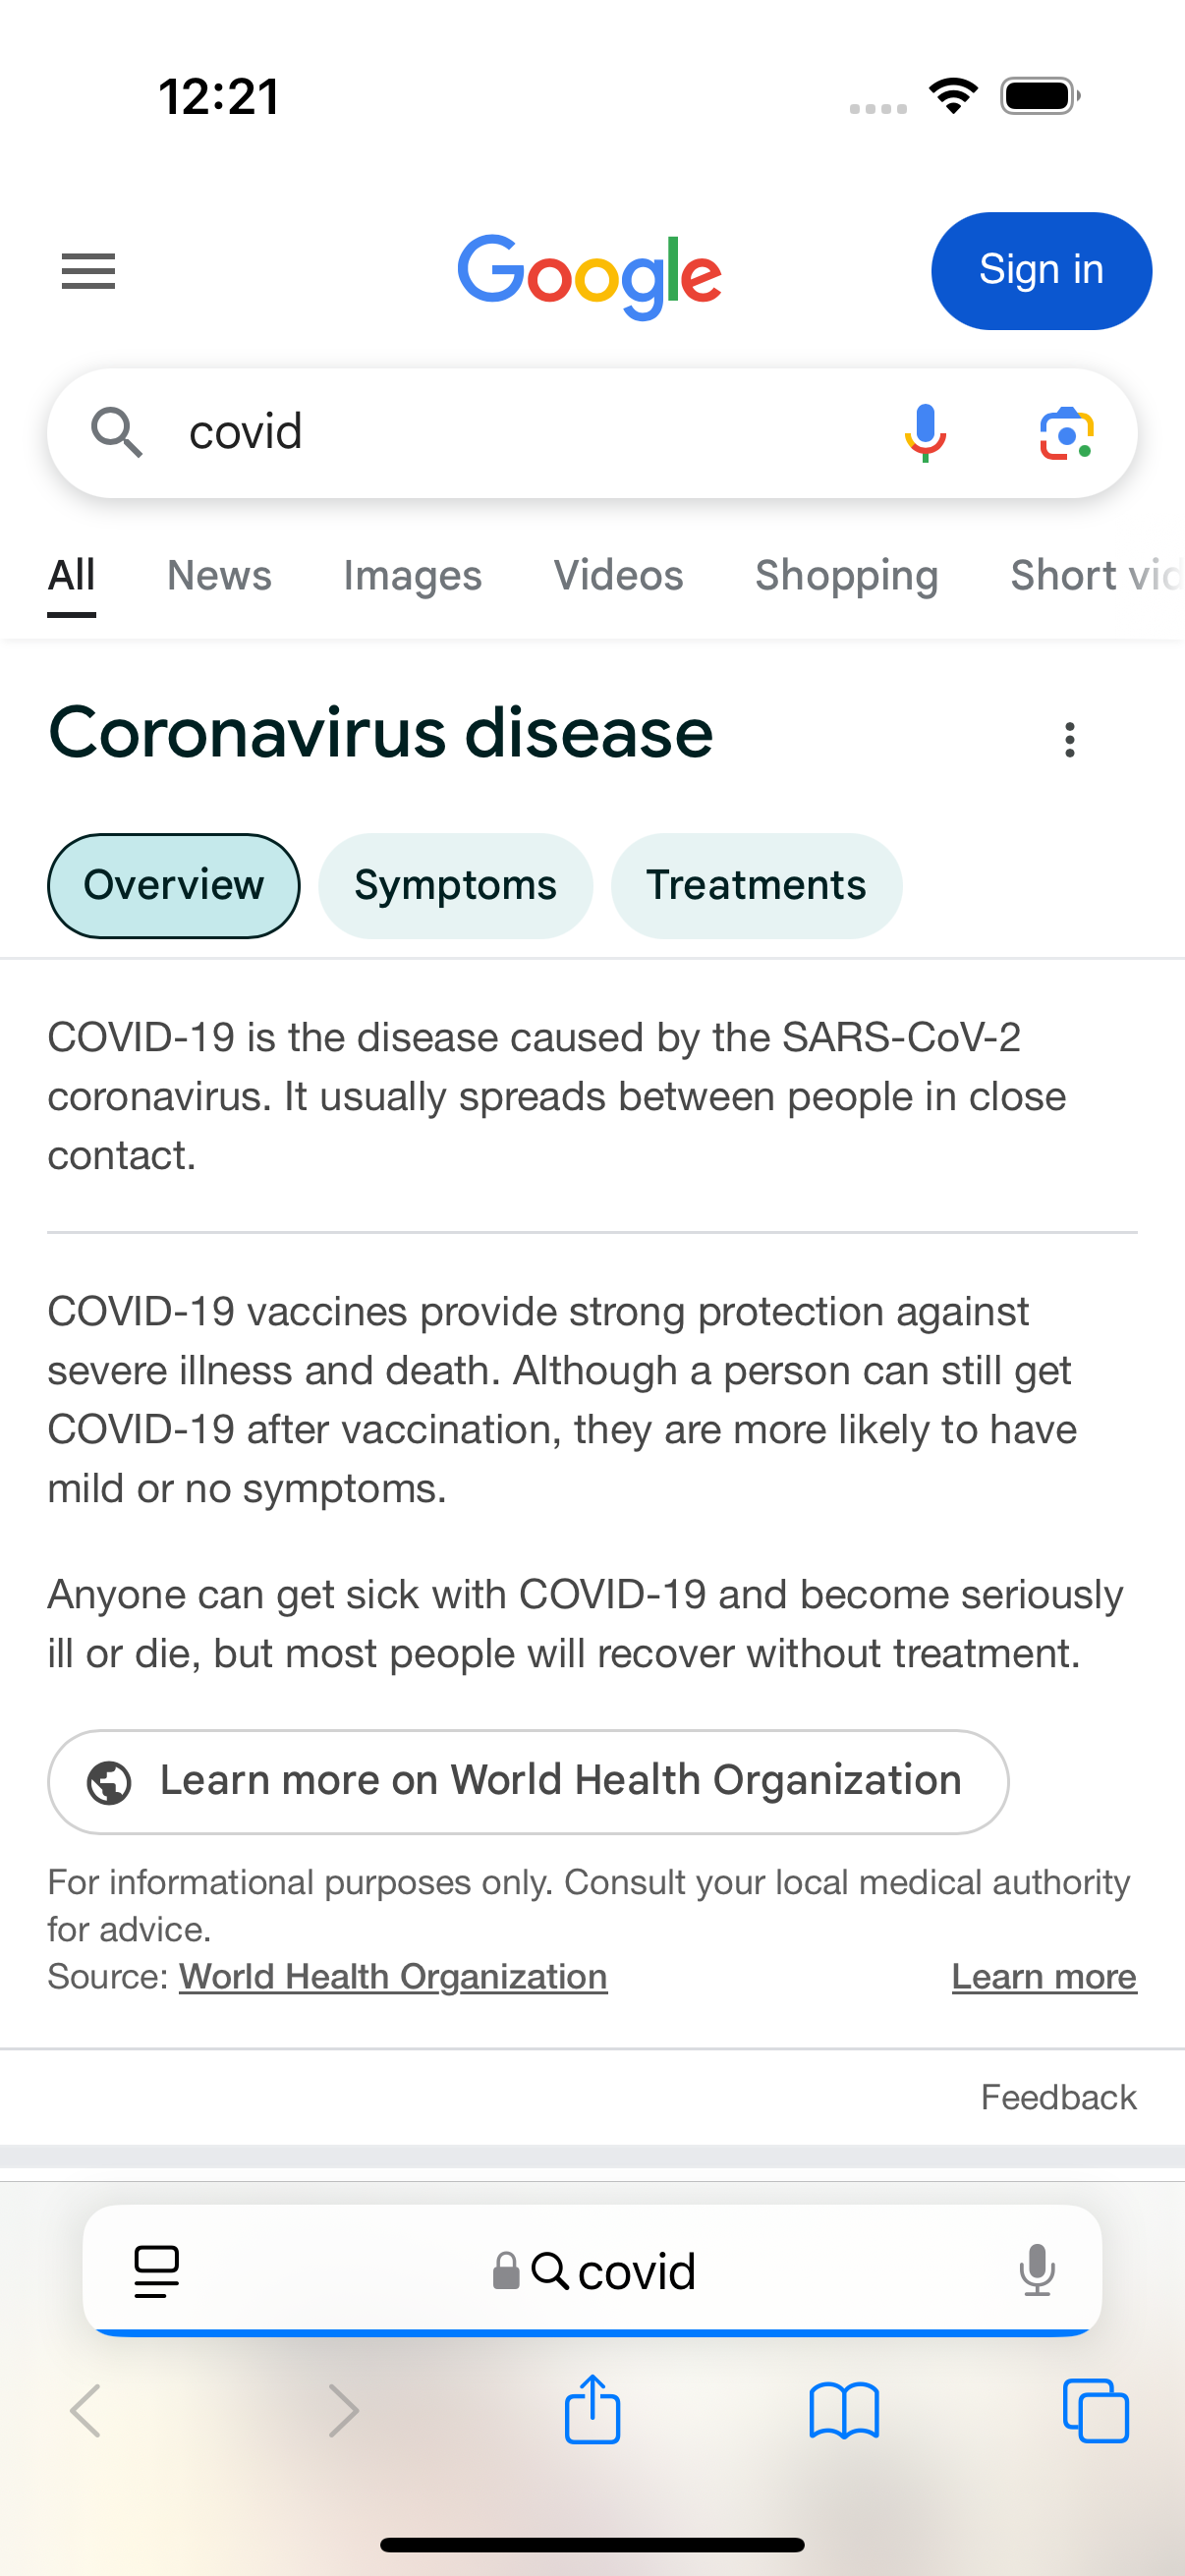 12:21
Google
Sign in
covid
All News Images Videos Shopping Short vid
Coronavirus disease
Overview Symptoms Treatments
COVID-19 is the disease caused by the SARS-CoV-2
coronavirus. It usually spreads between people in close
contact.
COVID-19 vaccines provide strong protection against
severe illness and death. Although a person can still get
COVID-19 after vaccination, they are more likely to have
mild or no symptoms.
Anyone can get sick with COVID-19 and become seriously
ill or die, but most people will recover without treatment.
Learn more on World Health Organization
For informational purposes only. Consult your local medical authority
for advice.
Source: World Health Organization Learn more
Feedback
covid